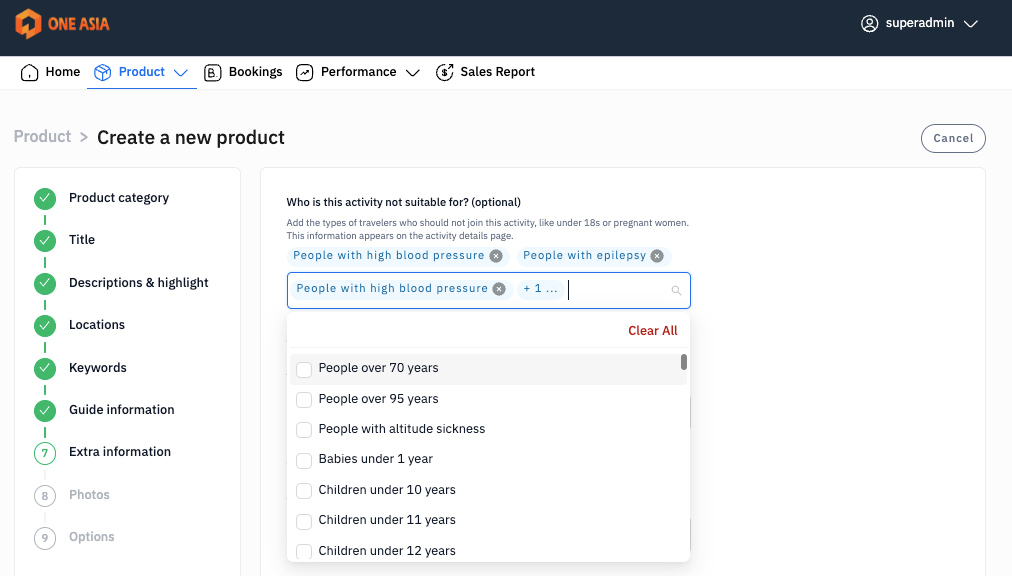 ONE ASIA
superadmin
Home
Product
Bookings
Performance
Sales Report
Product > Create a new product
Cancel
Product category
Title
Descriptions & highlight
Locations
Keywords
Guide information
7 Extra information
8 Photos
9 Options
Who is this activity not suitable for? (optional)
Add the types of travelers who should not join this activity, like under 18s or pregnant women.
This information appears on the activity details page.
People with high blood pressure People with epilepsy
People with high blood pressure + 1 ...
Clear All
People over 70 years
People over 95 years
People with altitude sickness
Babies under 1 year
Children under 10 years
Children under 11 years
Children under 12 years